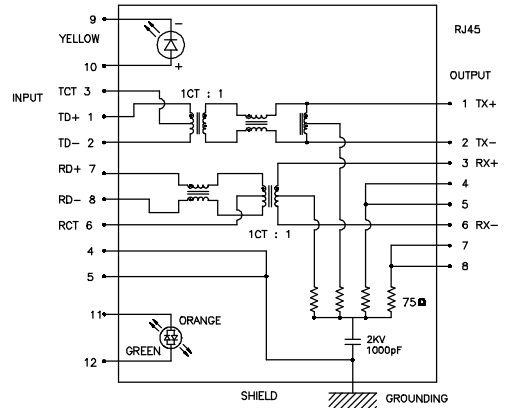 9
YELLOW
10
+
−
RJ45
INPUT
OUTPUT
TCT 3
1CT : 1
TD+ 1
1 TX+
TD- 2
2 TX-
3 RX+
RD+ 7
4
RD- 8
5
RCT 6
6 RX-
1CT : 1
7
4
8
5
75Ω
11
ORANGE
GREEN
12
2KV
1000pF
SHIELD
GROUNDING